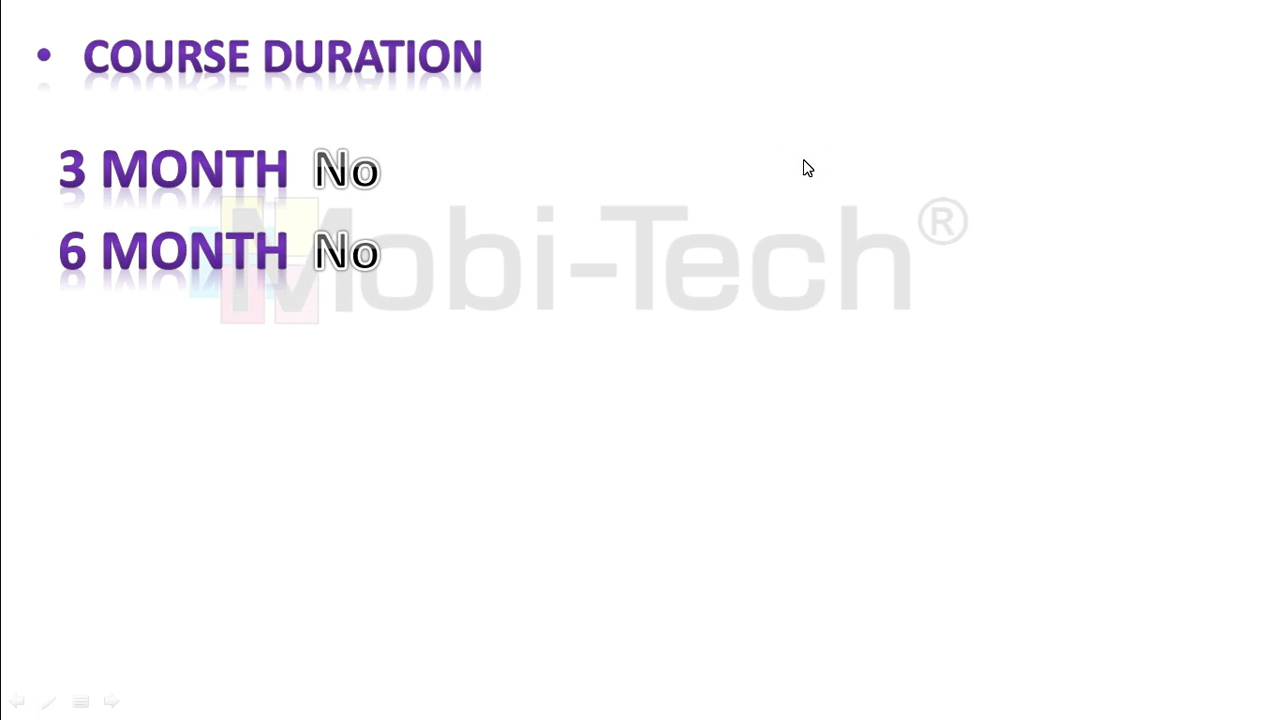 • COURSE DURATION
3 MONTH No
6 MONTH No
Mobi-Tech®